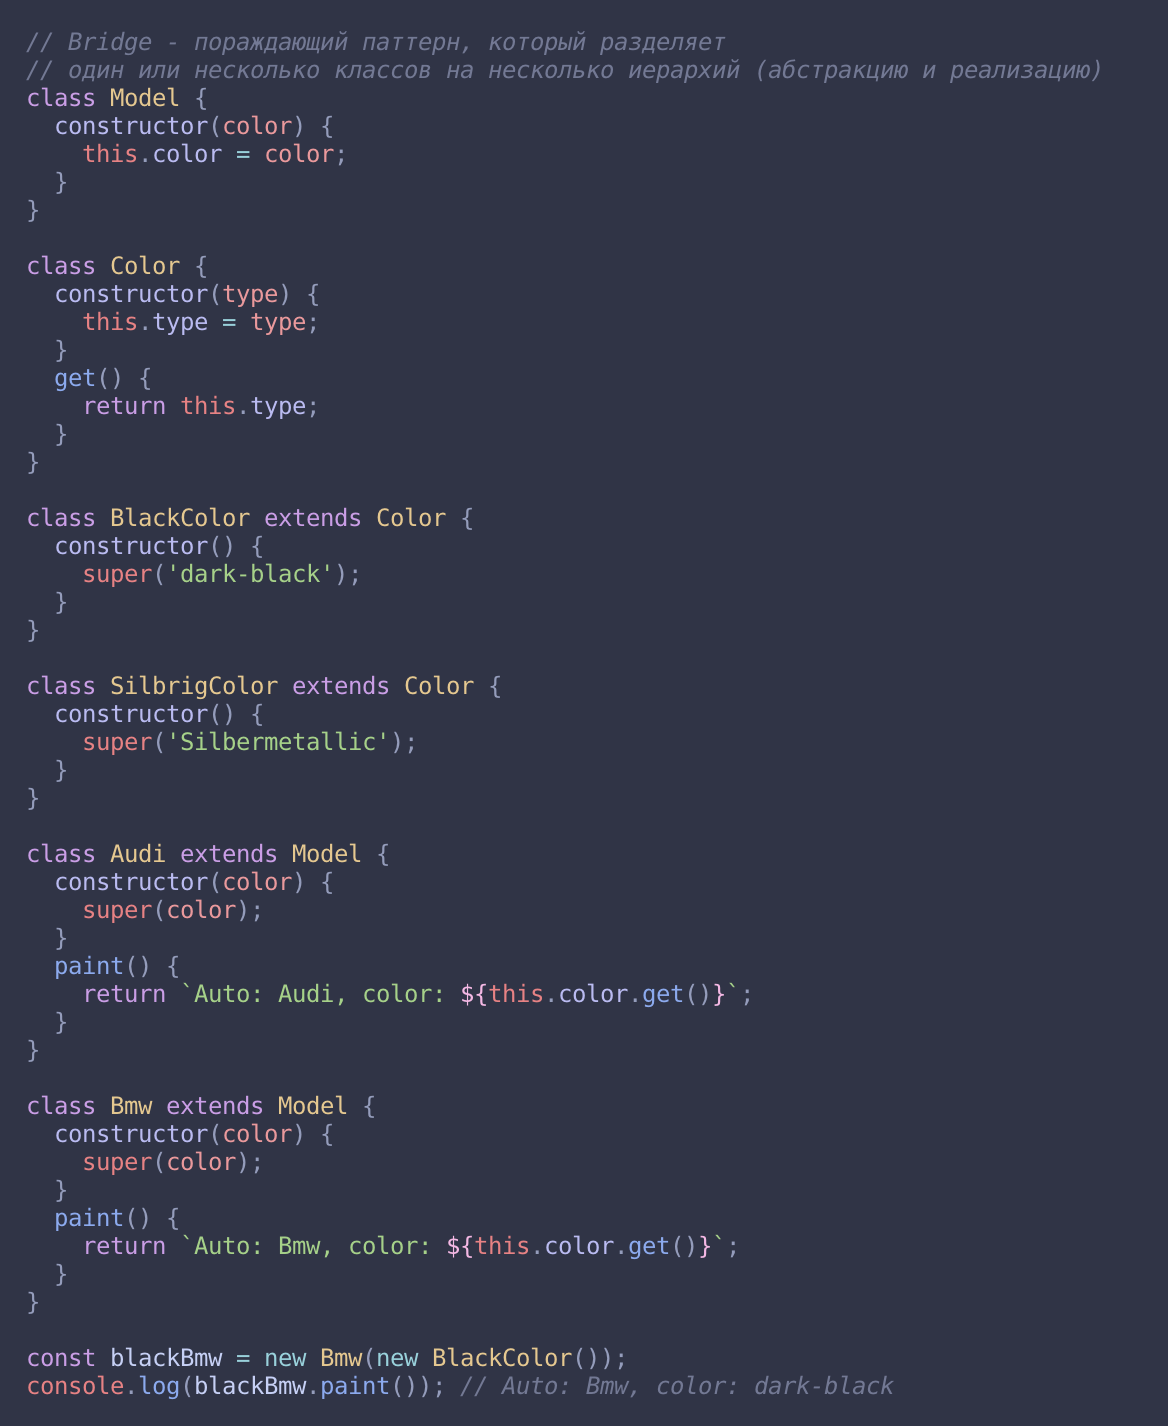 // Bridge - пораждающий паттерн, который разделяет
// один или несколько классов на несколько иерархий (абстракцию и реализацию)
class Model {
  constructor(color) {
    this.color = color;
  }
}

class Color {
  constructor(type) {
    this.type = type;
  }
  get() {
    return this.type;
  }
}

class BlackColor extends Color {
  constructor() {
    super('dark-black');
  }
}

class SilbrigColor extends Color {
  constructor() {
    super('Silbermetallic');
  }
}

class Audi extends Model {
  constructor(color) {
    super(color);
  }
  paint() {
    return `Auto: Audi, color: ${this.color.get()}`;
  }
}

class Bmw extends Model {
  constructor(color) {
    super(color);
  }
  paint() {
    return `Auto: Bmw, color: ${this.color.get()}`;
  }
}

const blackBmw = new Bmw(new BlackColor());
console.log(blackBmw.paint()); // Auto: Bmw, color: dark-black